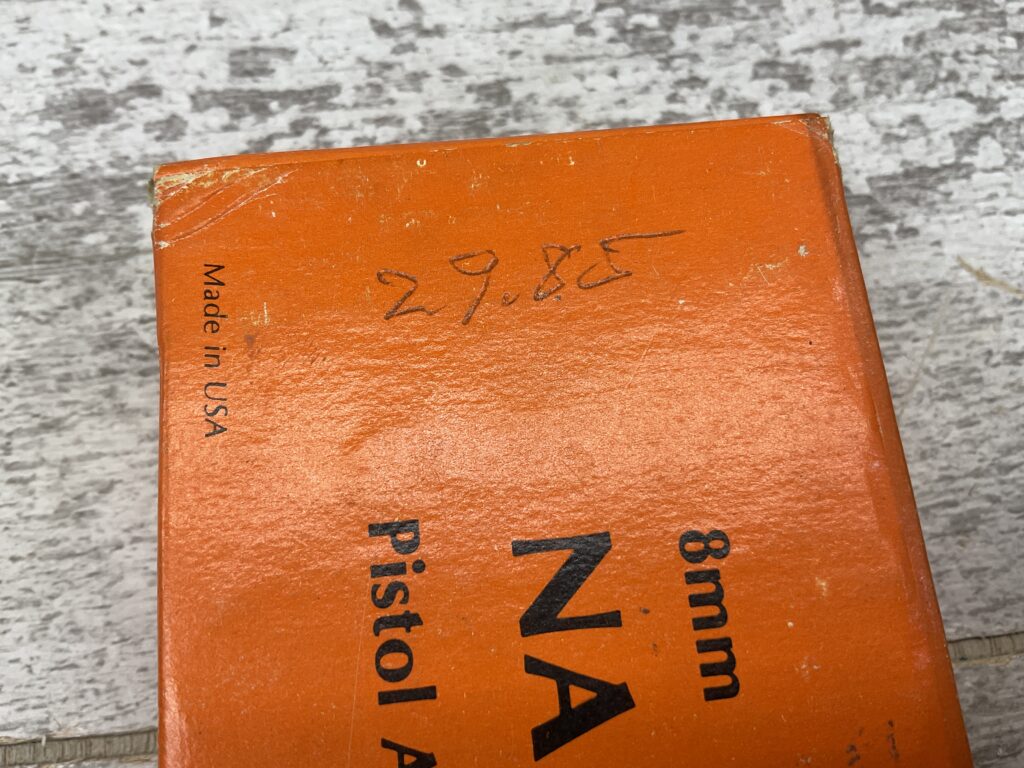 29.85
8mm
NA
Pistol A
Made in USA